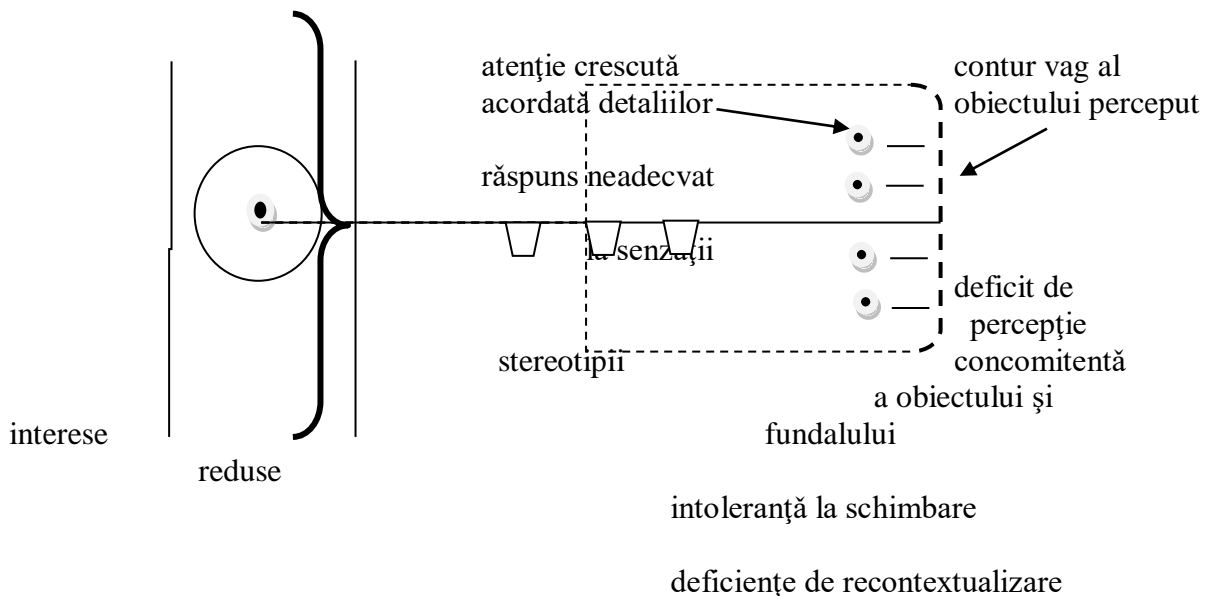 atenţie crescută
acordată detaliilor
contur vag al
obiectului perceput
răspuns neadecvat
la senzaţii
stereotipii
deficit de
percepţie
concomitentă
a obiectului şi
fundalului
interese
reduse
intoleranţă la schimbare
deficienţe de recontextualizare